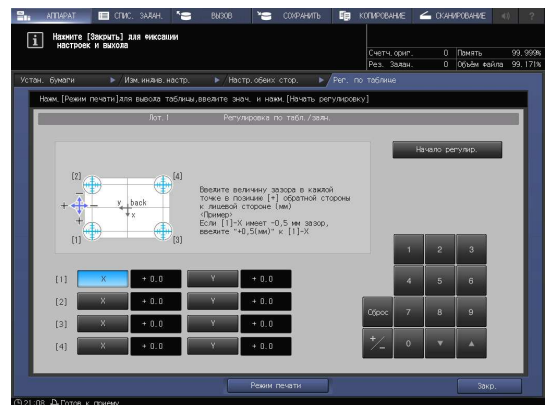 АППАРАТ
СПИС. ЗАДАН.
ВЫЗОВ
СОХРАНИТЬ
КОПИРОВАНИЕ
СКАНИРОВАНИЕ
?
Нажмите [Закрыть] для фиксации
настроек и выхода
Счетч.ориг. 0 Память 99.999%
Рез. Задан. 0 Объём файла 99.171%
Устан. бумаги
Изм.индив.настр.
Настр.обеих стор.
Рег. по таблице
Нажм.[Режим печати]для вывода таблицы,введите знач. и нажм.[Начать регулировку]
Лот.1 Регулировка по табл./задн.
Начало регулир.
[2] [4]
y back
x
[1] [3]
Введите величину зазора в каждой
точке в позицию [+] обратной стороны
к лицевой стороне (мм)
<Пример>
Если [1]-X имеет -0,5 мм зазор,
введите "+0,5(мм)" к [1]-X
[1] X + 0.0 Y + 0.0
[2] X + 0.0 Y + 0.0
[3] X + 0.0 Y + 0.0
[4] X + 0.0 Y + 0.0
1 2 3
4 5 6
Сброс 7 8 9
+/- 0 ▼ ▲
Режим печати
Закр.
21:08 Готов к приему